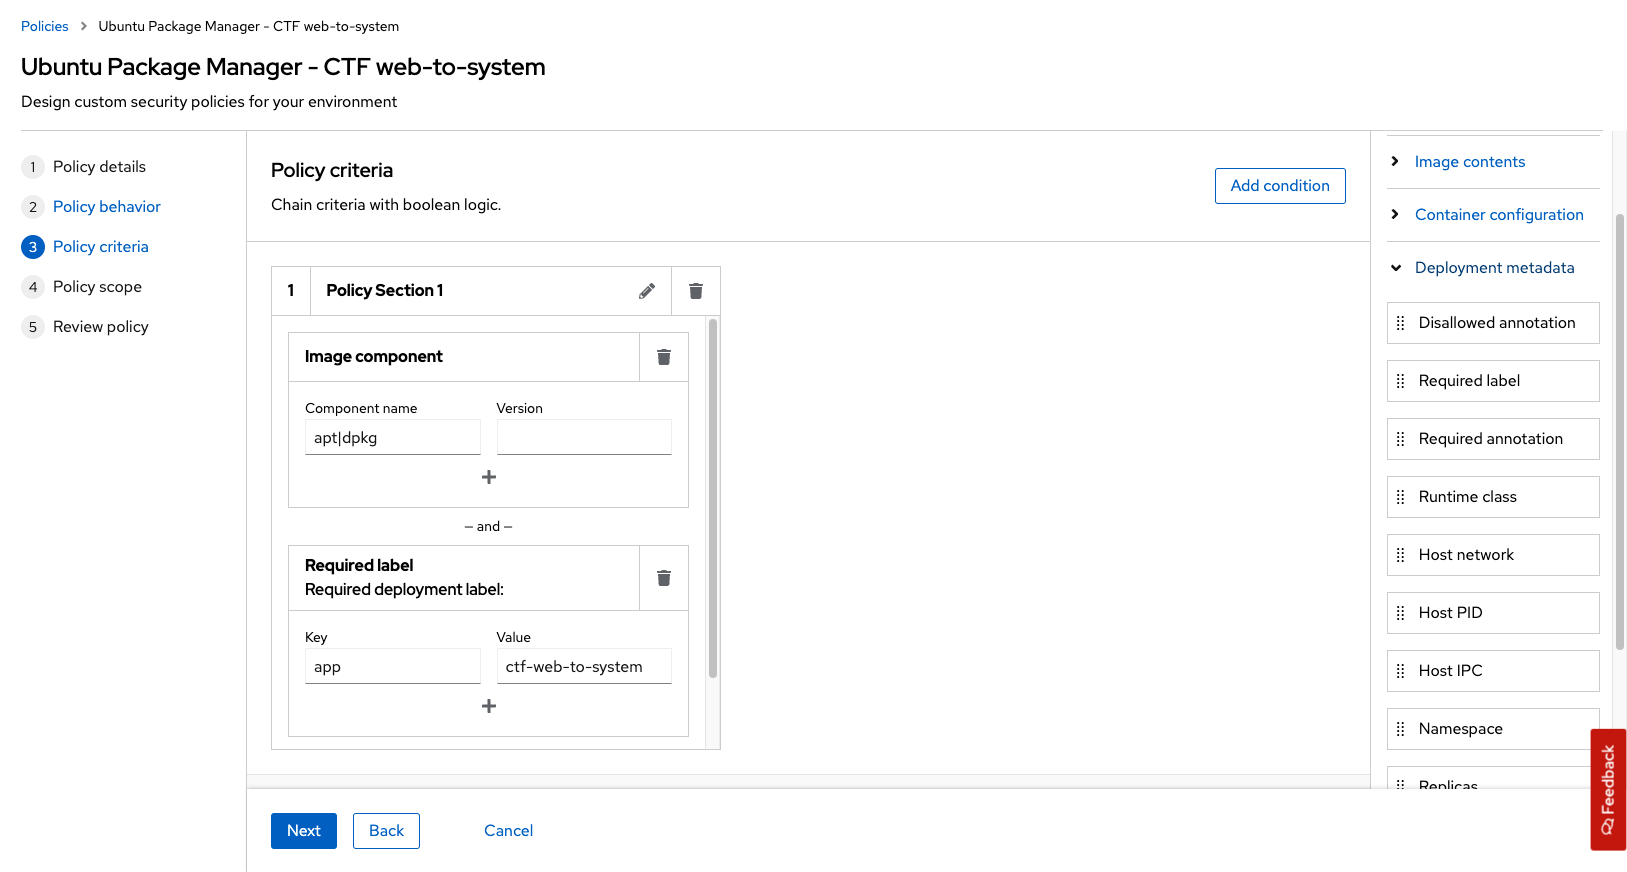 Policies > Ubuntu Package Manager - CTF web-to-system
Ubuntu Package Manager - CTF web-to-system
Design custom security policies for your environment
1 Policy details
2 Policy behavior
3 Policy criteria
4 Policy scope
5 Review policy
Policy criteria
Chain criteria with boolean logic.
Add condition
1 Policy Section 1
Image component
Component name Version
apt|dpkg
– and –
Required label
Required deployment label:
Key Value
app ctf-web-to-system
Next Back Cancel
Image contents
Container configuration
Deployment metadata
Disallowed annotation
Required label
Required annotation
Runtime class
Host network
Host PID
Host IPC
Namespace
Replicas
Feedback